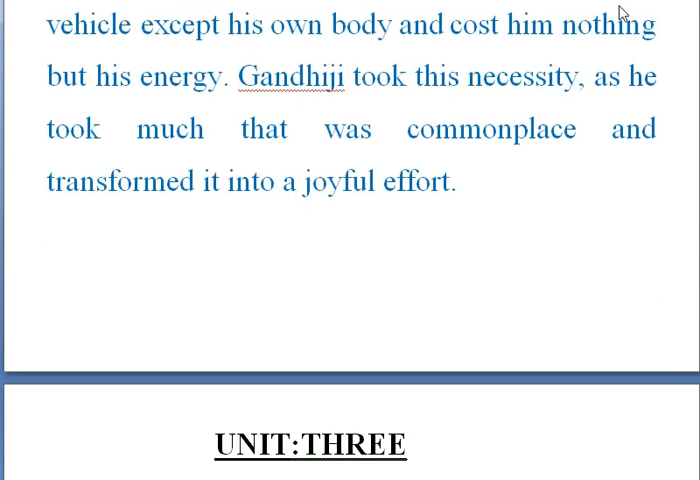 vehicle except his own body and cost him nothing
but his energy. Gandhiji took this necessity, as he
took much that was commonplace and
transformed it into a joyful effort.
UNIT:THREE